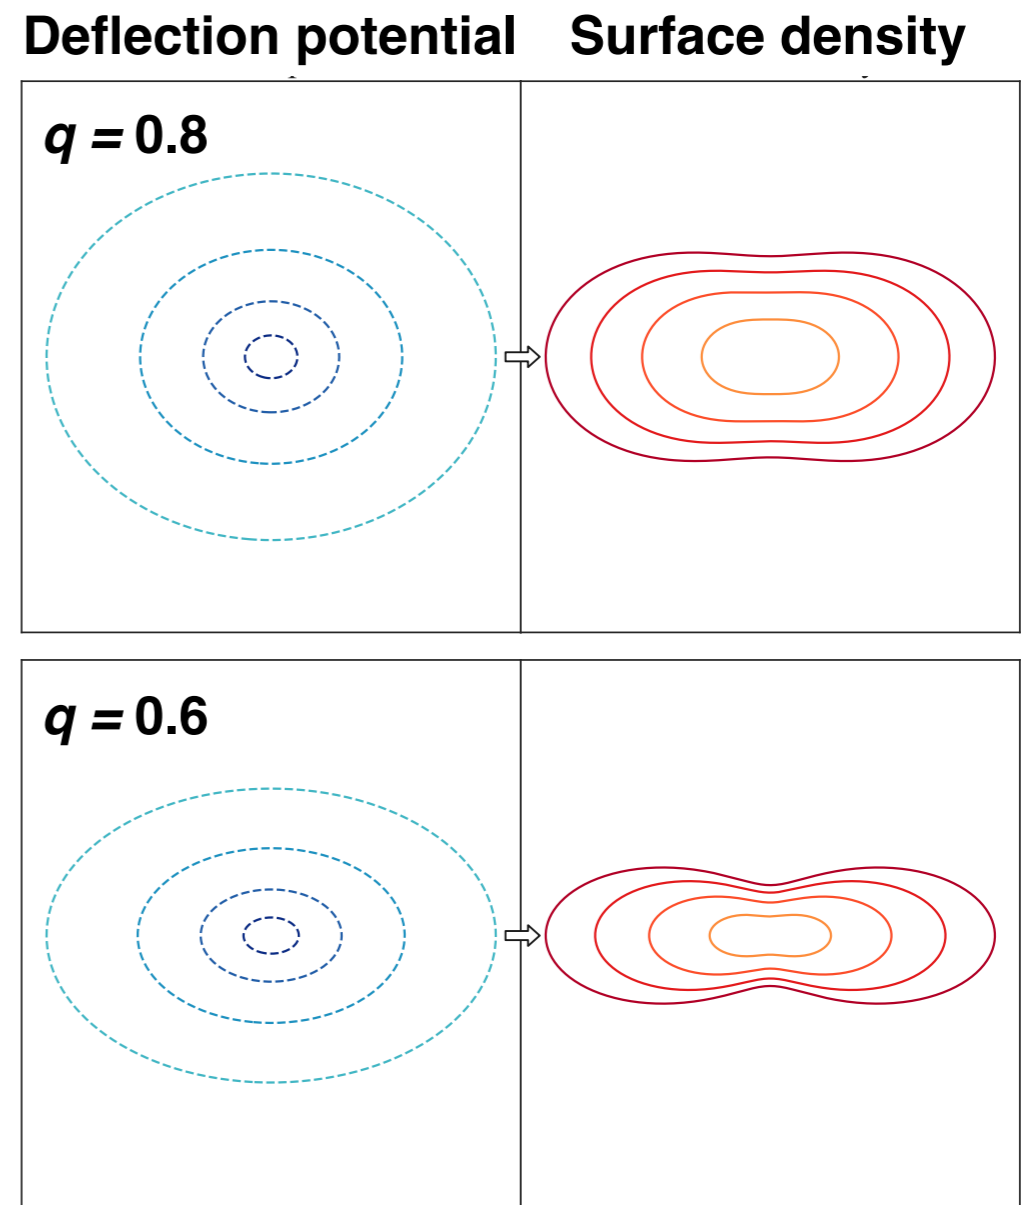 Deflection potential Surface density
q = 0.8
q = 0.6